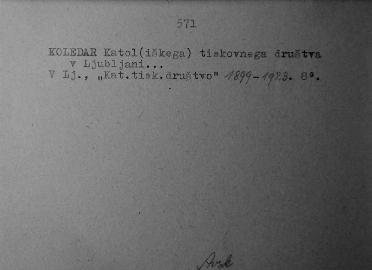 571
KOLEDAR Katol(iškega) tiskovnega društva
v Ljubljani...
V Lj., „Kat.tisk.društvo" 1899-1923. 8°.